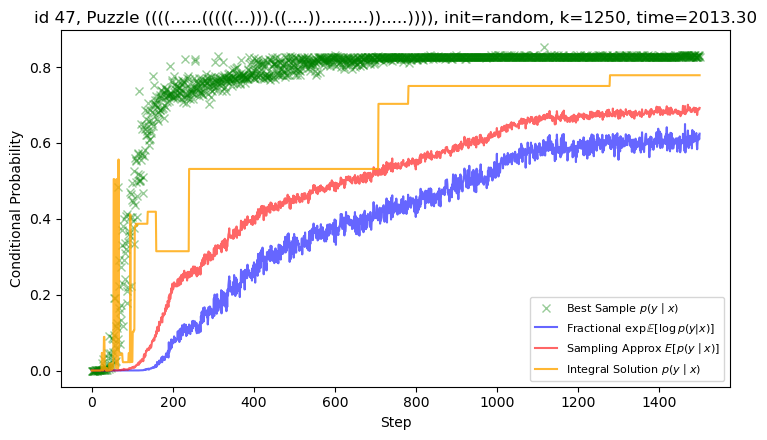 id 47, Puzzle ((((......(((((...))).((....)).........)).....)))), init=random, k=1250, time=2013.30
Conditional Probability
0.8
0.6
0.4
0.2
0.0
Best Sample p(y | x)
Fractional exp 𝔼[log p(y|x)]
Sampling Approx E[p(y | x)]
Integral Solution p(y | x)
0 200 400 600 800 1000 1200 1400
Step